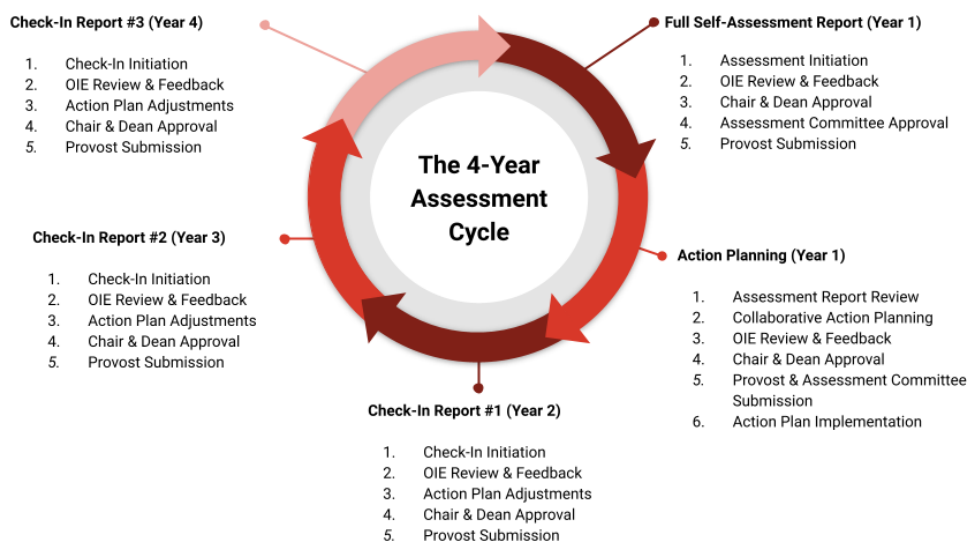 Check-In Report #3 (Year 4)
1. Check-In Initiation
2. OIE Review & Feedback
3. Action Plan Adjustments
4. Chair & Dean Approval
5. Provost Submission
Full Self-Assessment Report (Year 1)
1. Assessment Initiation
2. OIE Review & Feedback
3. Chair & Dean Approval
4. Assessment Committee Approval
5. Provost Submission
The 4-Year
Assessment
Cycle
Check-In Report #2 (Year 3)
1. Check-In Initiation
2. OIE Review & Feedback
3. Action Plan Adjustments
4. Chair & Dean Approval
5. Provost Submission
Action Planning (Year 1)
1. Assessment Report Review
2. Collaborative Action Planning
3. OIE Review & Feedback
4. Chair & Dean Approval
5. Provost & Assessment Committee
Submission
6. Action Plan Implementation
Check-In Report #1 (Year 2)
1. Check-In Initiation
2. OIE Review & Feedback
3. Action Plan Adjustments
4. Chair & Dean Approval
5. Provost Submission